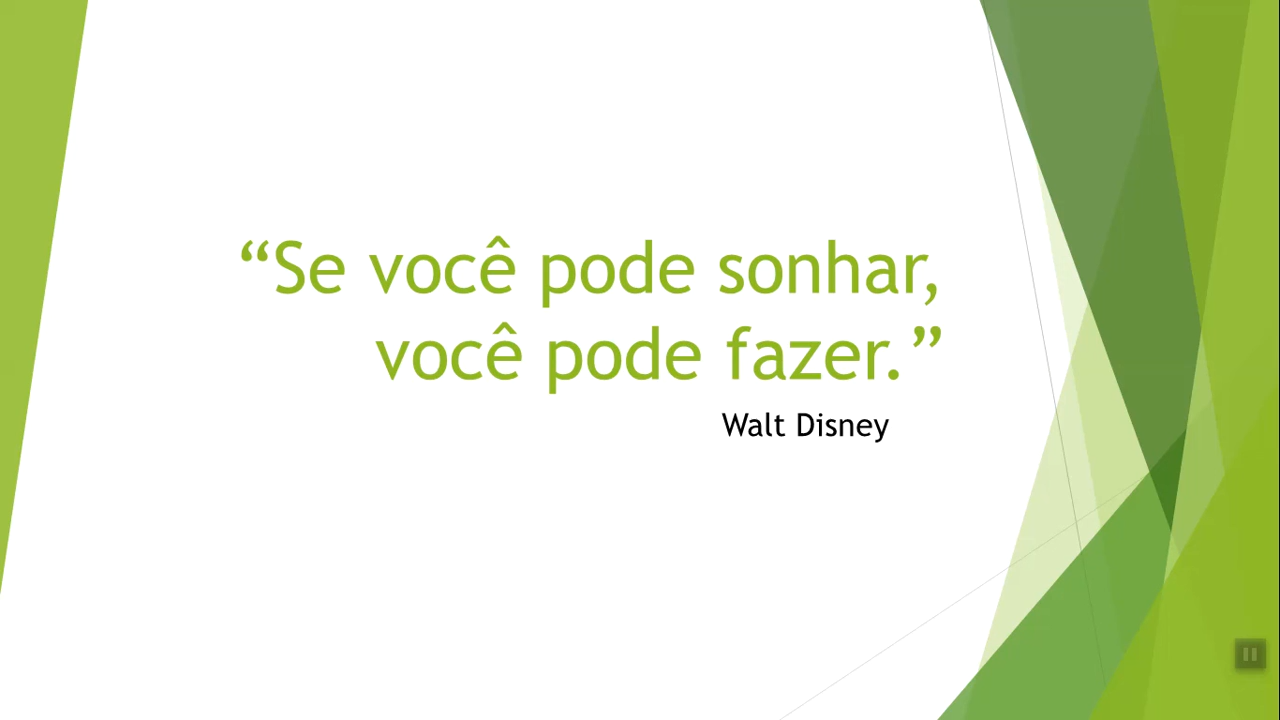 “Se você pode sonhar,
você pode fazer.”
Walt Disney